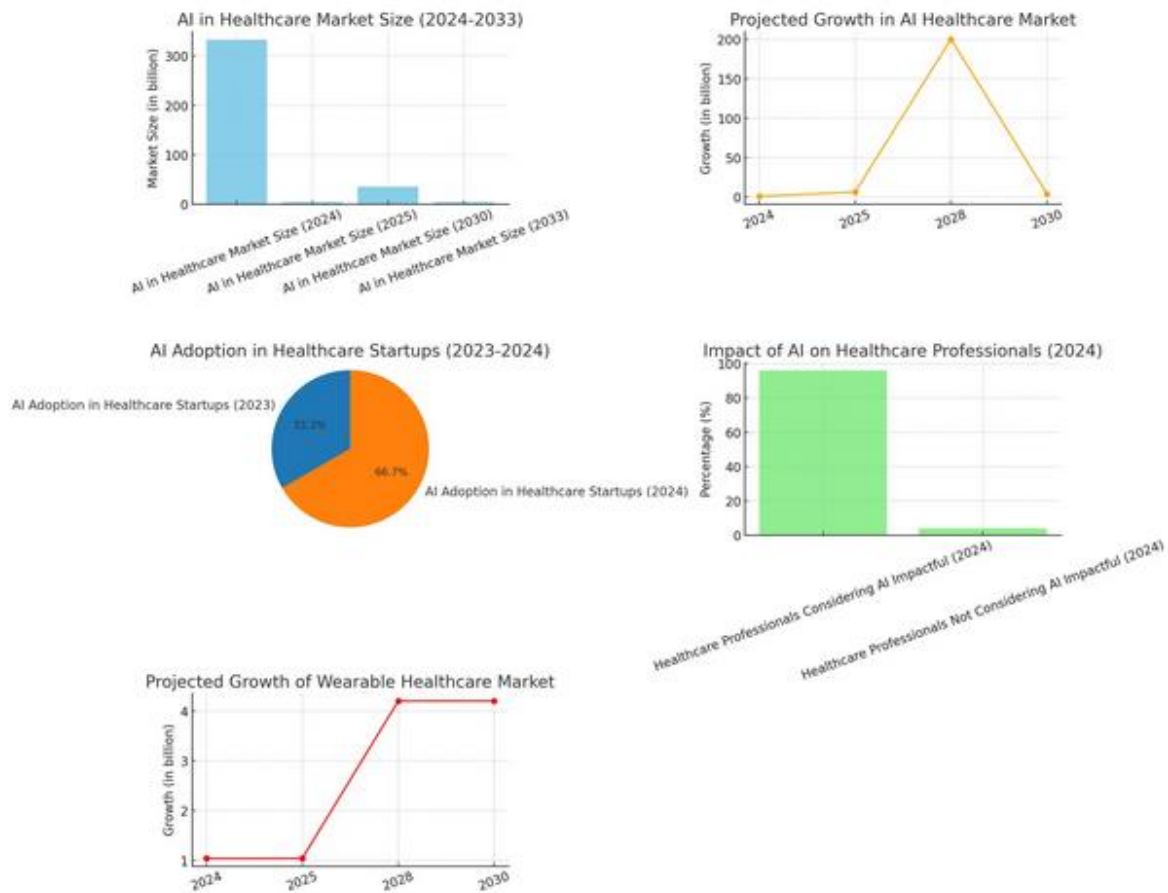 AI in Healthcare Market Size (2024-2033)
Market Size (in billion)
300
200
100
0
AI in Healthcare Market Size (2024)
AI in Healthcare Market Size (2025)
AI in Healthcare Market Size (2030)
AI in Healthcare Market Size (2033)
Projected Growth in AI Healthcare Market
Growth (in billion)
200
150
100
50
0
2024
2025
2028
2030
AI Adoption in Healthcare Startups (2023-2024)
AI Adoption in Healthcare Startups (2023)
66.7%
AI Adoption in Healthcare Startups (2024)
Impact of AI on Healthcare Professionals (2024)
Percentage (%)
100
80
60
40
20
0
Healthcare Professionals Considering AI Impactful (2024)
Healthcare Professionals Not Considering AI Impactful (2024)
Projected Growth of Wearable Healthcare Market
Growth (in billion)
4
3
2
1
2024
2025
2028
2030